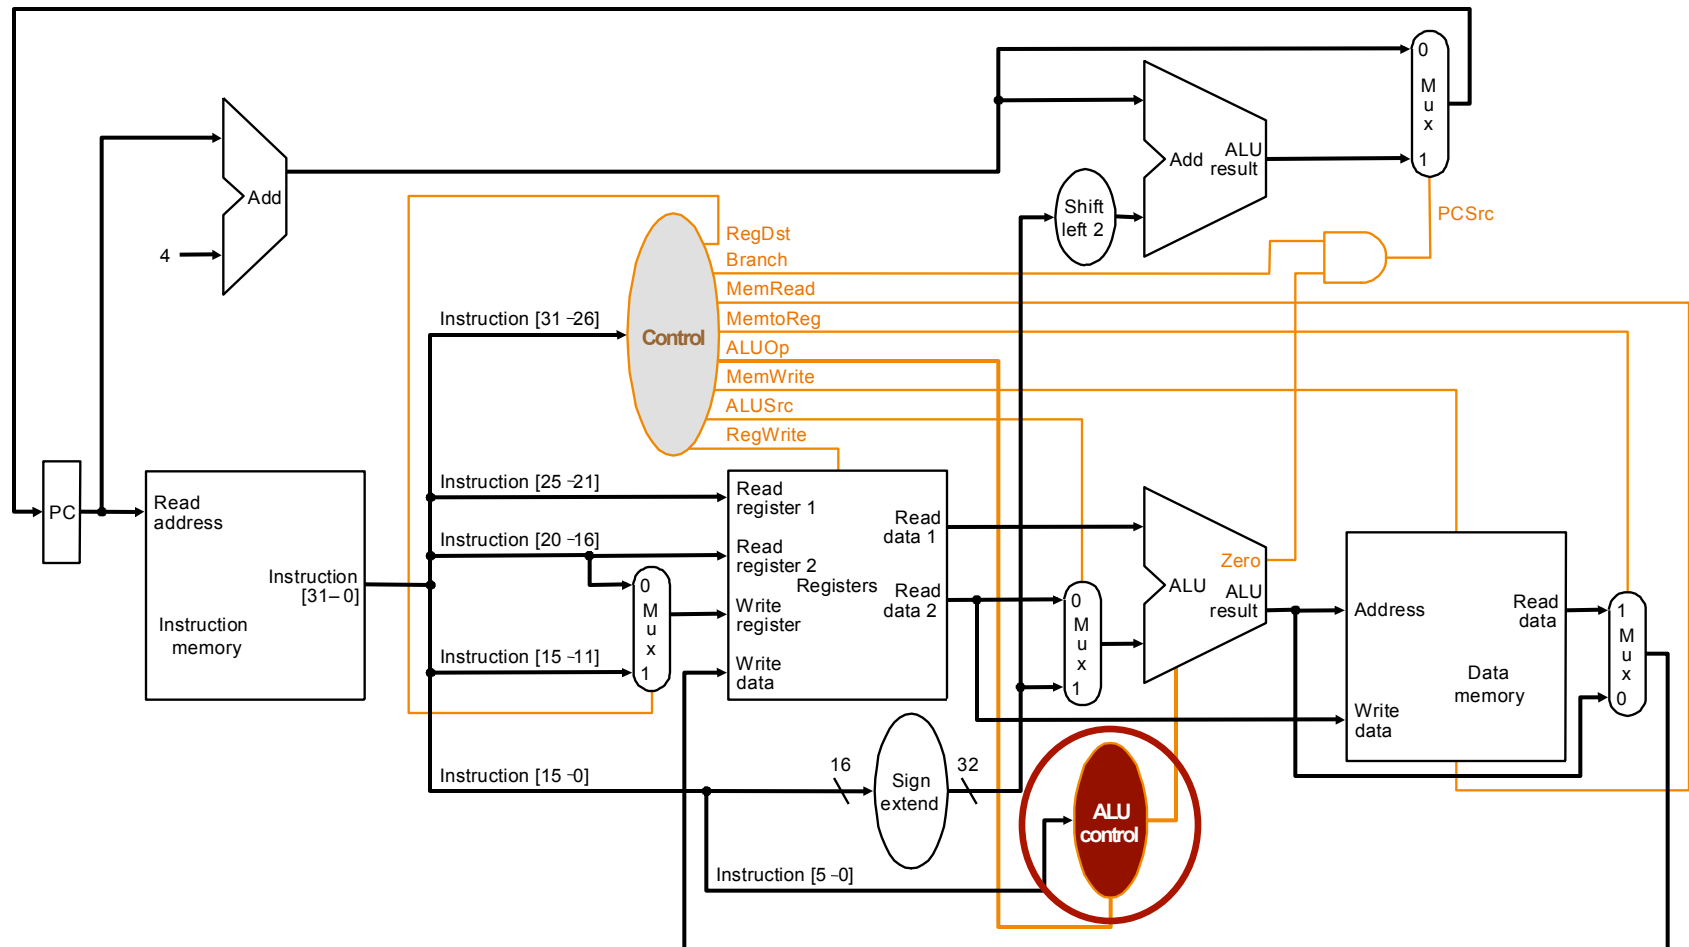 0
M
u
x
1
Add
ALU
result
Add
4
Shift
left 2
PCSrc
RegDst
Branch
MemRead
MemtoReg
ALUOp
MemWrite
ALUSrc
RegWrite
Control
Instruction [31–26]
Instruction [25–21]
Instruction [20–16]
Instruction [15–11]
Instruction [15–0]
Instruction [5–0]
PC
Read
address
Instruction
[31–0]
Instruction
memory
0
M
u
x
1
Read
register 1
Read
register 2
Write
register
Write
data
Registers
Read
data 1
Read
data 2
0
M
u
x
1
Zero
ALU
ALU
result
Address
Write
data
Read
data
Data
memory
1
M
u
x
0
16
Sign
extend
32
ALU
control